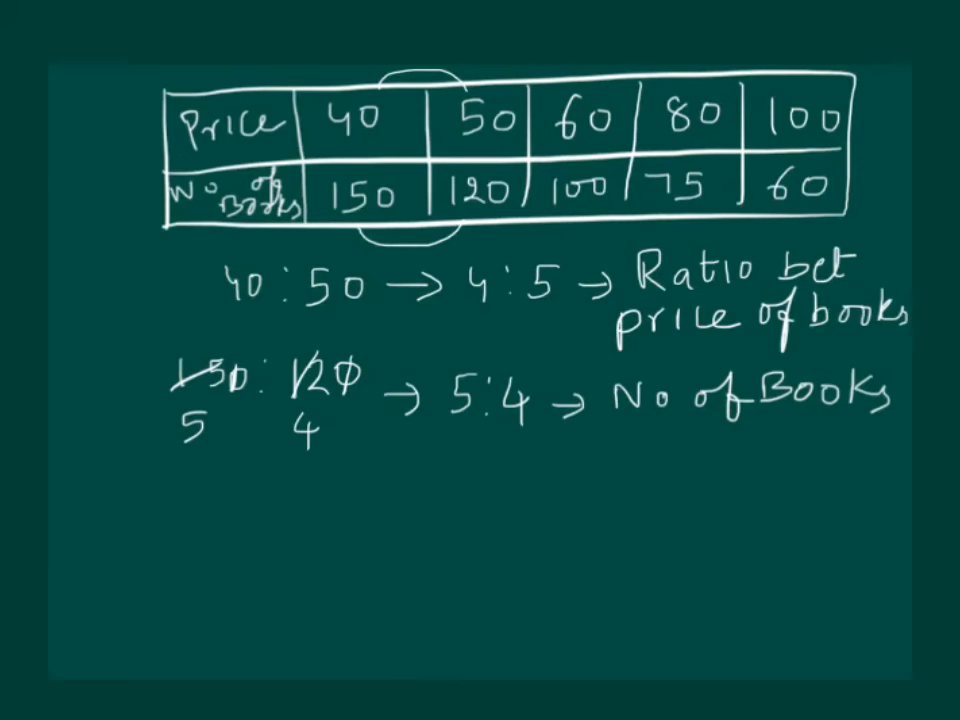 Price 40 50 60 80 100
No of Books 150 120 100 75 60
40 : 50 → 4 : 5 → Ratio bet
price of books
150 : 120 → 5 : 4 → No of Books
5 4